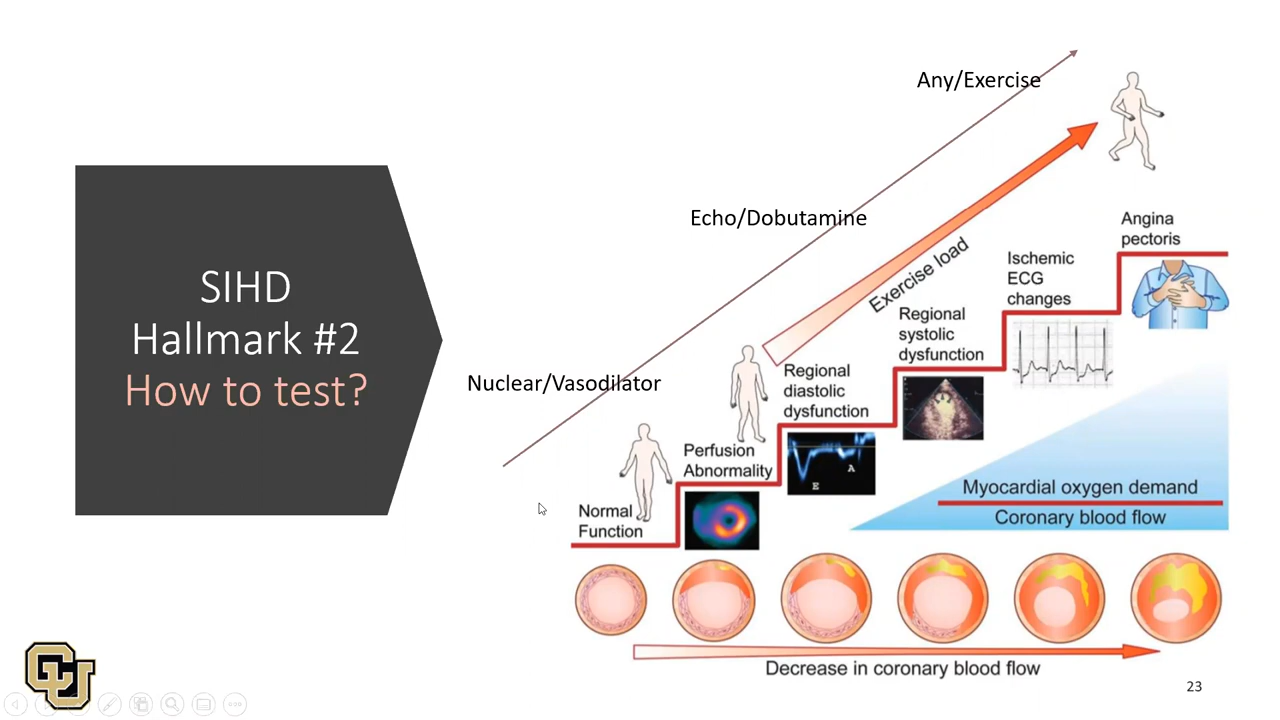 SIHD
Hallmark #2
How to test?
Any/Exercise
Echo/Dobutamine
Nuclear/Vasodilator
Exercise load
Normal
Function
Perfusion
Abnormality
Regional
diastolic
dysfunction
Regional
systolic
dysfunction
Ischemic
ECG
changes
Angina
pectoris
E
A
Myocardial oxygen demand
Coronary blood flow
Decrease in coronary blood flow
CU
23